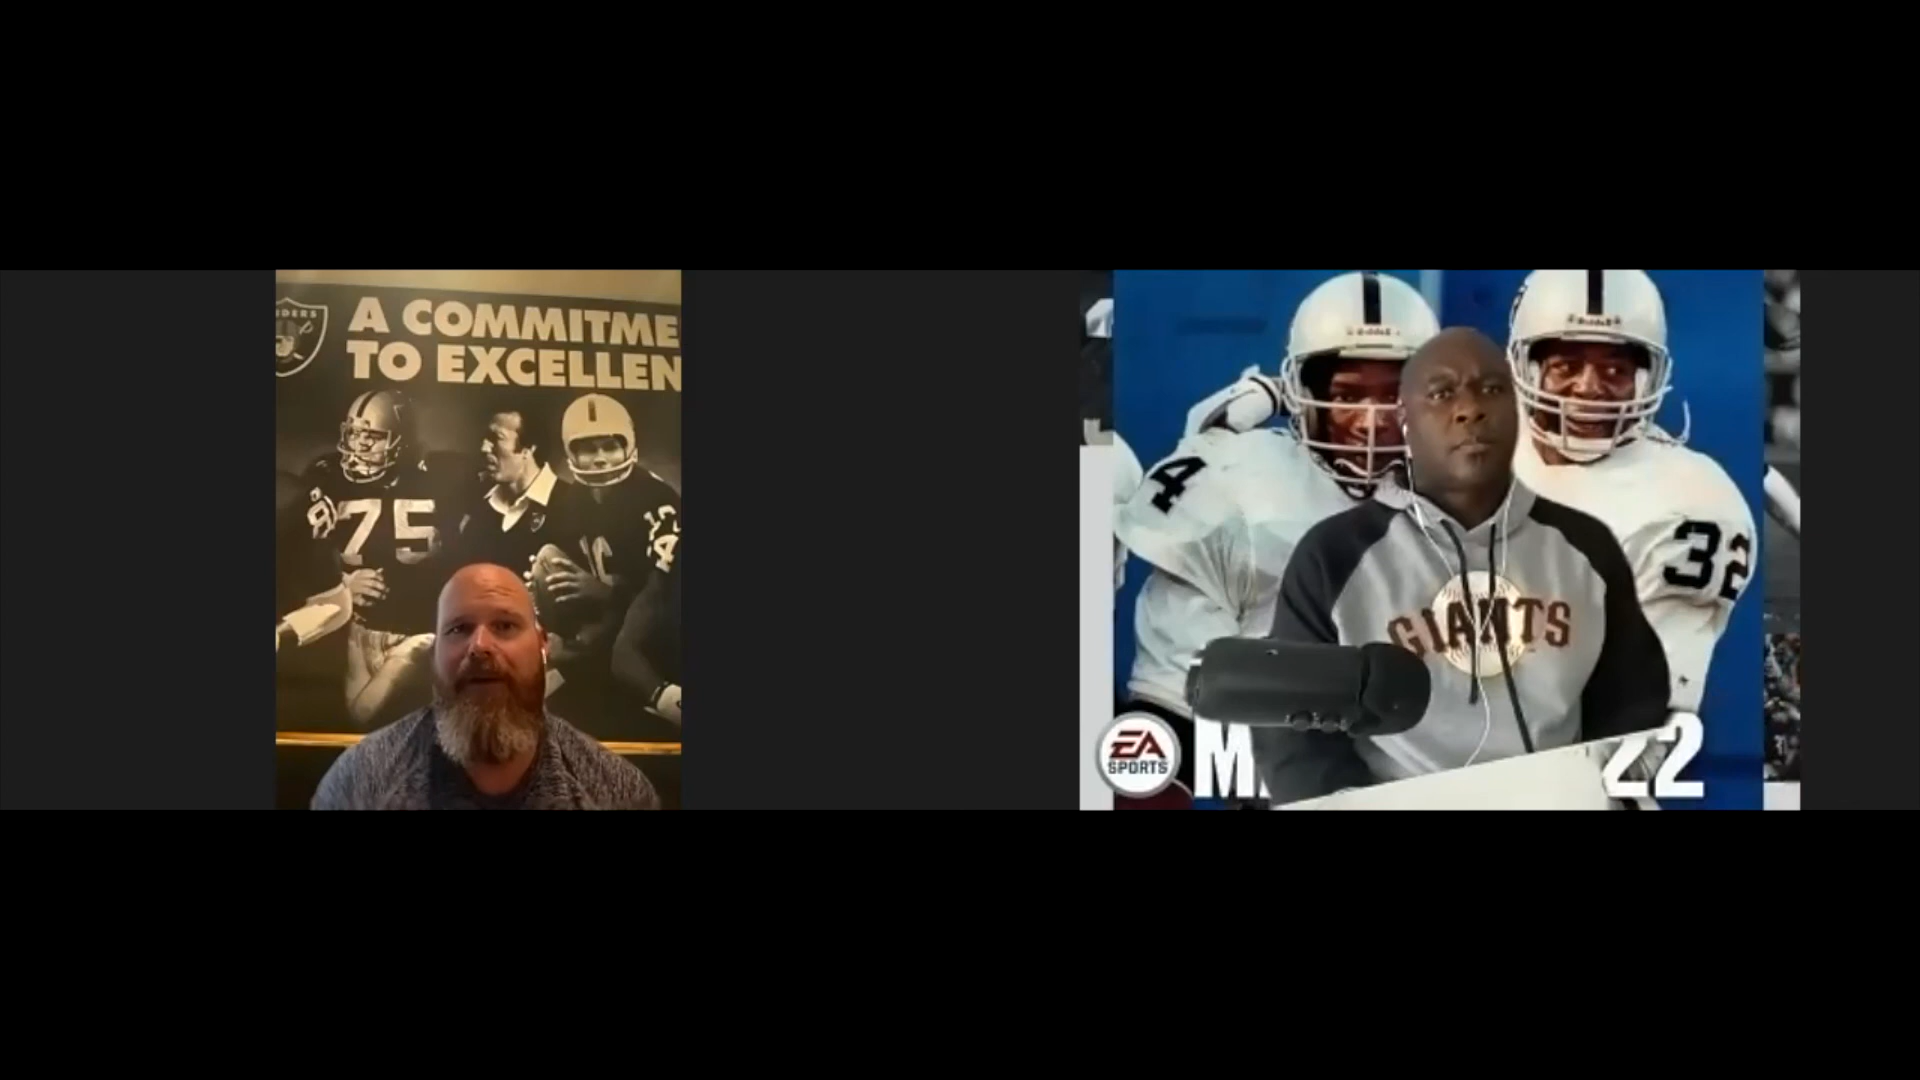 A COMMITME
TO EXCELLEN
75
4
32
GIANTS
EA
SPORTS
M
22